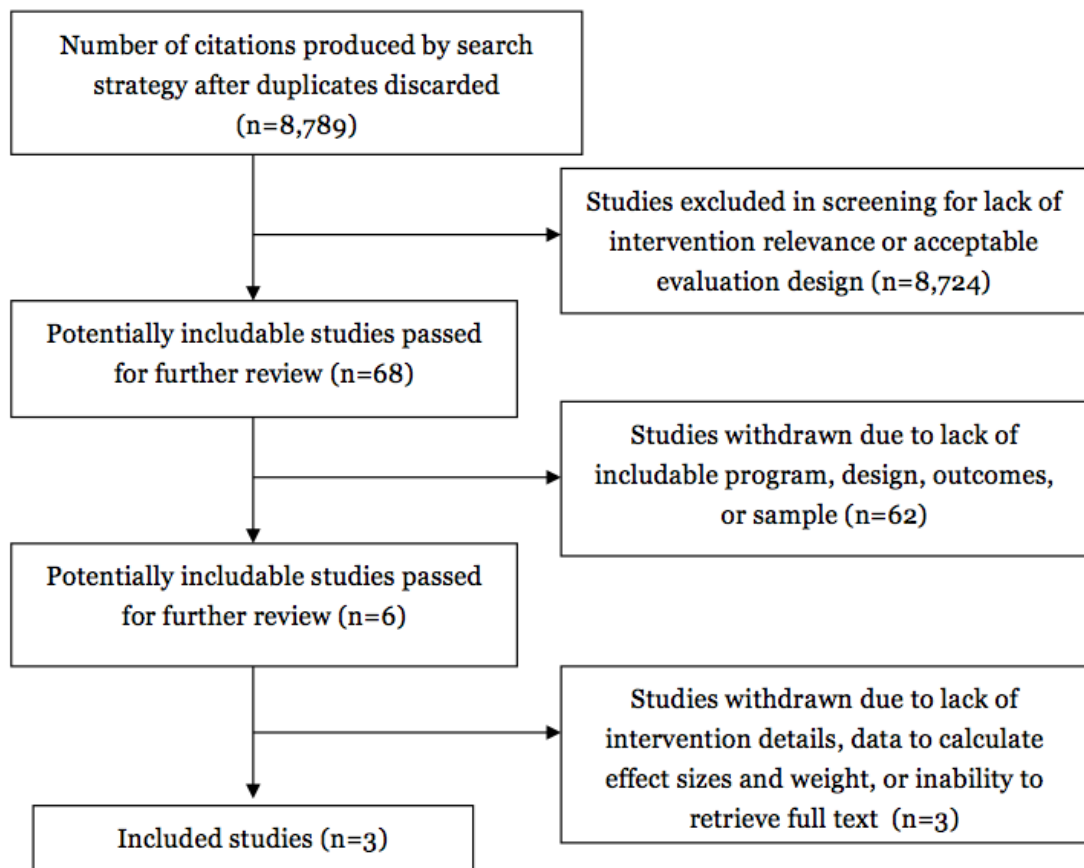 Number of citations produced by search
strategy after duplicates discarded
(n=8,789)
Studies excluded in screening for lack of
intervention relevance or acceptable
evaluation design (n=8,724)
Potentially includable studies passed
for further review (n=68)
Studies withdrawn due to lack of
includable program, design, outcomes,
or sample (n=62)
Potentially includable studies passed
for further review (n=6)
Studies withdrawn due to lack of
intervention details, data to calculate
effect sizes and weight, or inability to
retrieve full text (n=3)
Included studies (n=3)